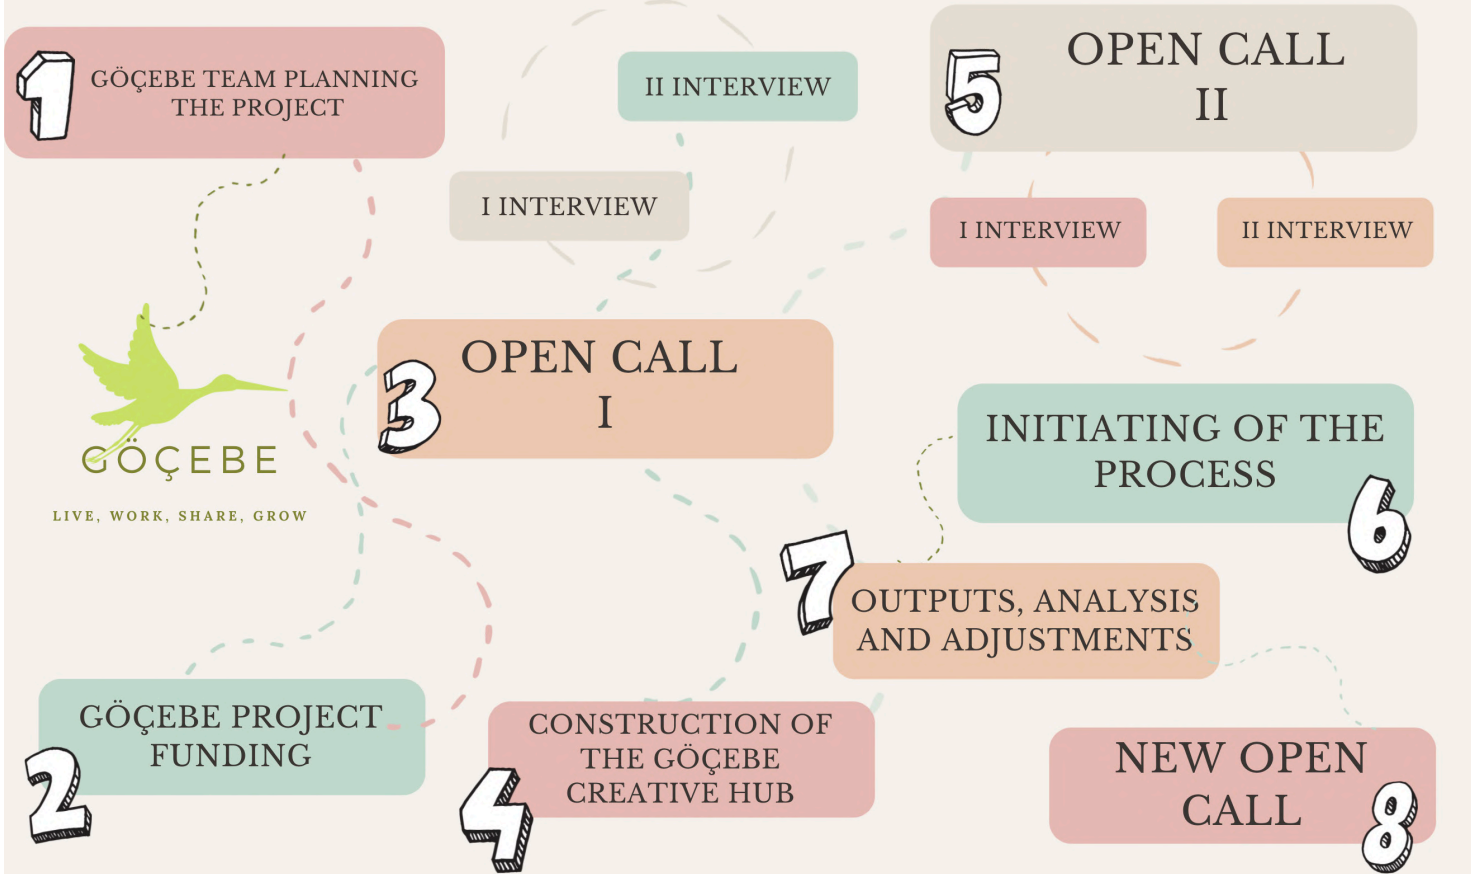 1
GÖÇEBE TEAM PLANNING
THE PROJECT
GÖÇEBE
LIVE, WORK, SHARE, GROW
2
GÖÇEBE PROJECT
FUNDING
3
OPEN CALL
I
I INTERVIEW
II INTERVIEW
4
CONSTRUCTION OF
THE GÖÇEBE
CREATIVE HUB
5
OPEN CALL
II
I INTERVIEW
II INTERVIEW
INITIATING OF THE
PROCESS
6
7
OUTPUTS, ANALYSIS
AND ADJUSTMENTS
NEW OPEN
CALL
8